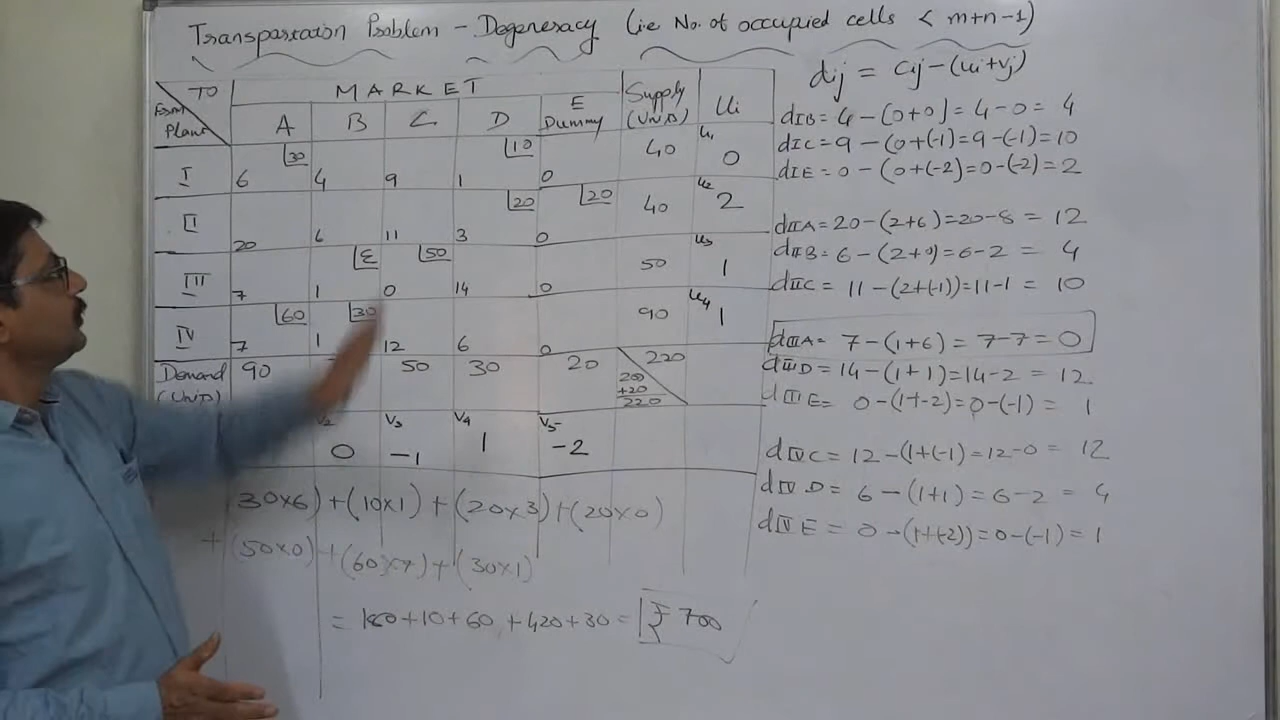 Transportation Problem - Degeneracy (i.e No. of occupied cells < m+n-1)
TO MARKET Supply (Unit) Ui
From Plant A B C D E Dummy
I 6 30 4 9 1 10 0 40 u1 0
II 20 6 11 3 20 0 20 40 u2 2
III 7 1 ε 0 50 14 0 50 u3 1
IV 7 60 1 30 12 6 0 90 u4 1
Demand (Unit) 90 50 30 20 220
200
+20
220
v2 0 v3 -1 v4 1 v5 -2
30x6) + (10x1) + (20x3) + (20x0)
+ (50x0) + (60x7) + (30x1)
= 180+10+60+420+30 = ₹ 700
dij = cij - (ui+vj)
dIB = 4 - (0+0) = 4-0 = 4
dIC = 9 - (0+(-1) = 9-(-1) = 10
dIE = 0 - (0+(-2) = 0-(-2) = 2
dIIA = 20-(2+6) = 20-8 = 12
dIIB = 6-(2+0) = 6-2 = 4
dIIC = 11-(2+(-1)) = 11-1 = 10
dIIIA = 7-(1+6) = 7-7 = 0
dIIID = 14-(1+1) = 14-2 = 12
dIIIE = 0-(1+-2) = 0-(-1) = 1
dIVC = 12-(1+(-1) = 12-0 = 12
dIVD = 6-(1+1) = 6-2 = 4
dIVE = 0-(1+(-2)) = 0-(-1) = 1